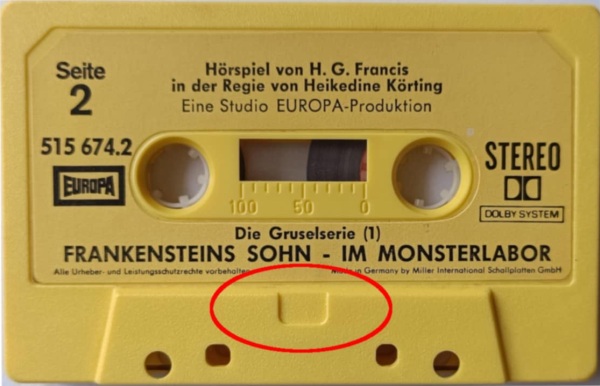 Seite
2
Hörspiel von H. G. Francis
in der Regie von Heikedine Körting
Eine Studio EUROPA-Produktion
515 674.2
EUROPA
STEREO
DOLBY SYSTEM
100 50 0
Die Gruselserie (1)
FRANKENSTEINS SOHN - IM MONSTERLABOR
Alle Urheber- und Leistungsschutzrechte vorbehalten
Made in Germany by Miller International Schallplatten GmbH